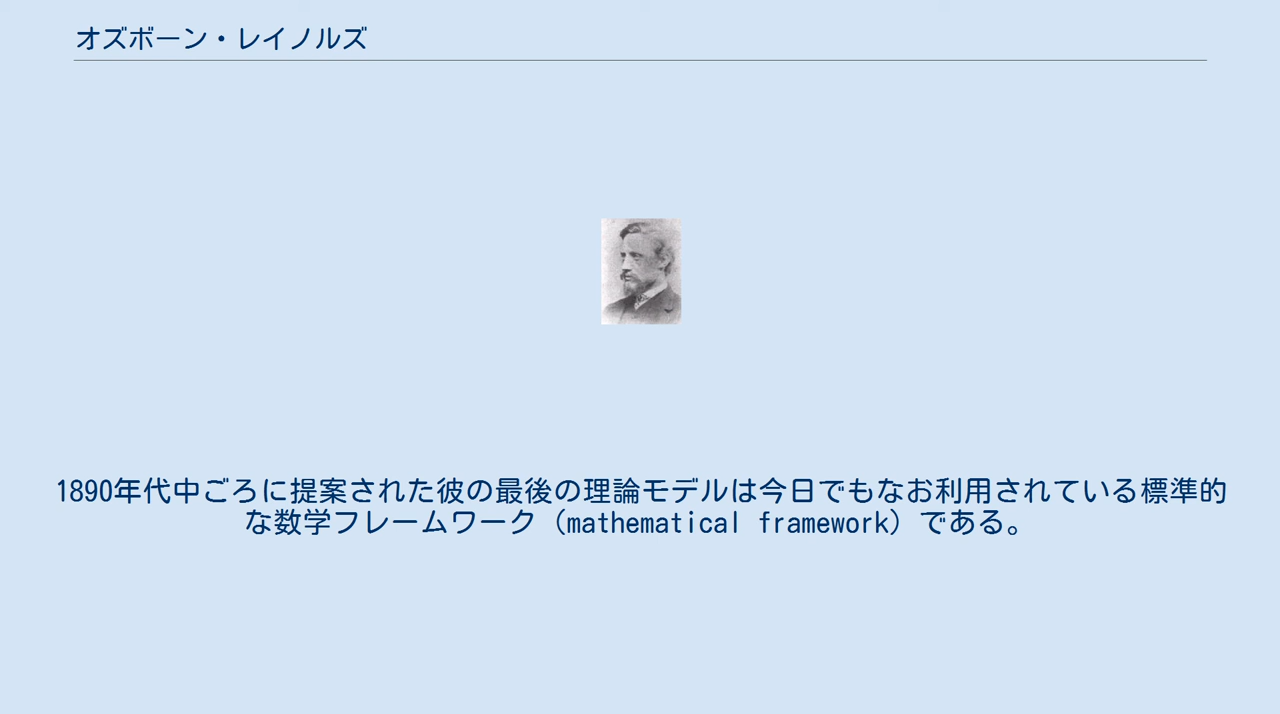 オズボーン・レイノルズ
1890年代中ごろに提案された彼の最後の理論モデルは今日でもなお利用されている標準的
な数学フレームワーク（mathematical framework）である。